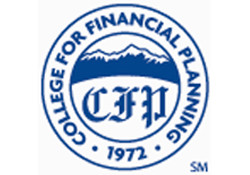 COLLEGE FOR FINANCIAL PLANNING
CFP
· 1972 ·
SM